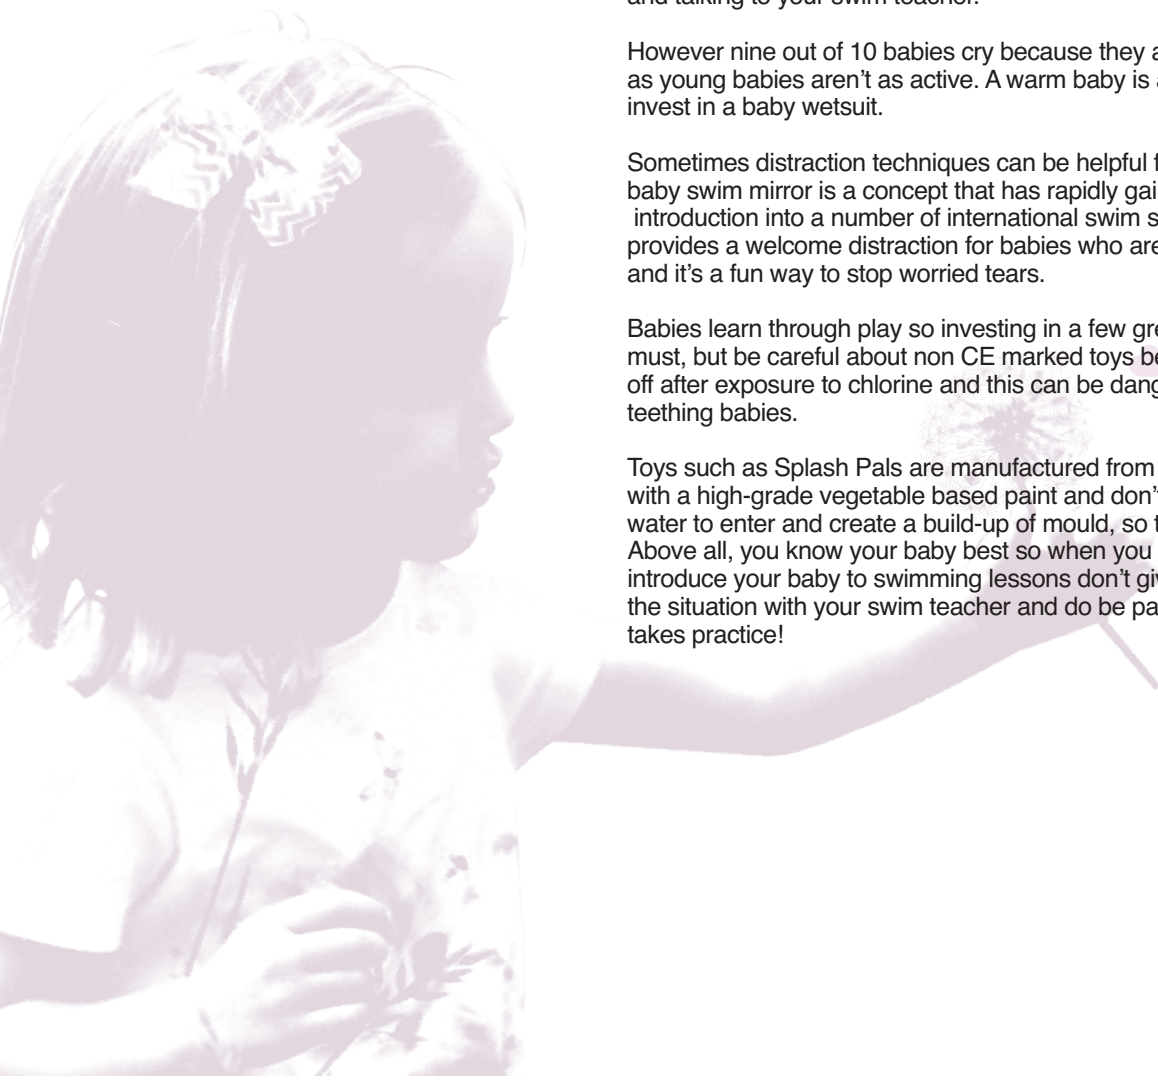 and talking to your swim teacher.
However nine out of 10 babies cry because they
as young babies aren’t as active. A warm baby is
invest in a baby wetsuit.
Sometimes distraction techniques can be helpful
baby swim mirror is a concept that has rapidly
introduction into a number of international swim
provides a welcome distraction for babies who are
and it’s a fun way to stop worried tears.
Babies learn through play so investing in a few
must, but be careful about non CE marked toys
off after exposure to chlorine and this can be
teething babies.
Toys such as Splash Pals are manufactured from
with a high-grade vegetable based paint and don’t
water to enter and create a build-up of mould, so
Above all, you know your baby best so when you
introduce your baby to swimming lessons don’t
the situation with your swim teacher and do be
takes practice!